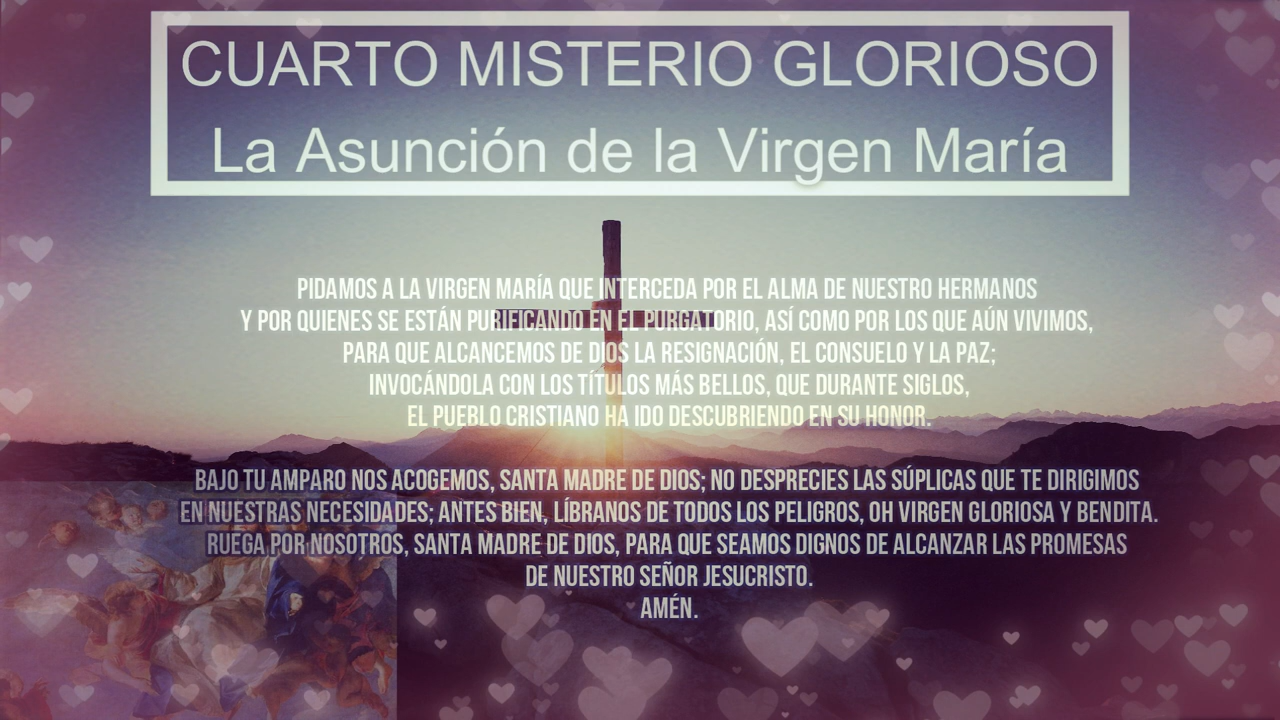 CUARTO MISTERIO GLORIOSO
La Asunción de la Virgen María
PIDAMOS A LA VIRGEN MARÍA QUE INTERCEDA POR EL ALMA DE NUESTRO HERMANOS
Y POR QUIENES SE ESTÁN PURIFICANDO EN EL PURGATORIO, ASÍ COMO POR LOS QUE AÚN VIVIMOS,
PARA QUE ALCANCEMOS DE DIOS LA RESIGNACIÓN, EL CONSUELO Y LA PAZ;
INVOCÁNDOLA CON LOS TÍTULOS MÁS BELLOS, QUE DURANTE SIGLOS,
EL PUEBLO CRISTIANO HA IDO DESCUBRIENDO EN SU HONOR.
BAJO TU AMPARO NOS ACOGEMOS, SANTA MADRE DE DIOS; NO DESPRECIES LAS SÚPLICAS QUE TE DIRIGIMOS
EN NUESTRAS NECESIDADES; ANTES BIEN, LÍBRANOS DE TODOS LOS PELIGROS, OH VIRGEN GLORIOSA Y BENDITA.
RUEGA POR NOSOTROS, SANTA MADRE DE DIOS, PARA QUE SEAMOS DIGNOS DE ALCANZAR LAS PROMESAS
DE NUESTRO SEÑOR JESUCRISTO.
AMÉN.